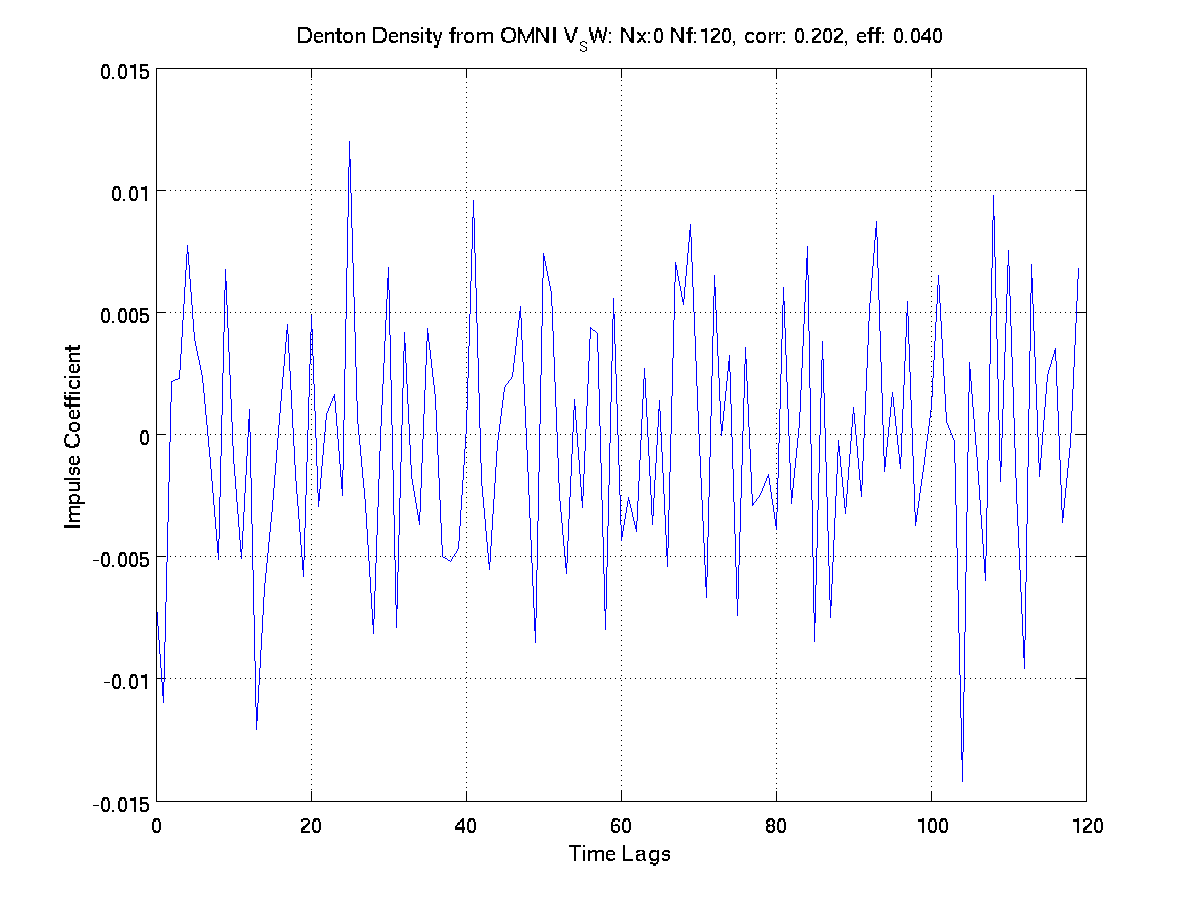 Denton Density from OMNI V_SW: Nx:0 Nf:120, corr: 0.202, eff: 0.040
0.015
0.01
0.005
0
-0.005
-0.01
-0.015
Impulse Coefficient
0 20 40 60 80 100 120
Time Lags